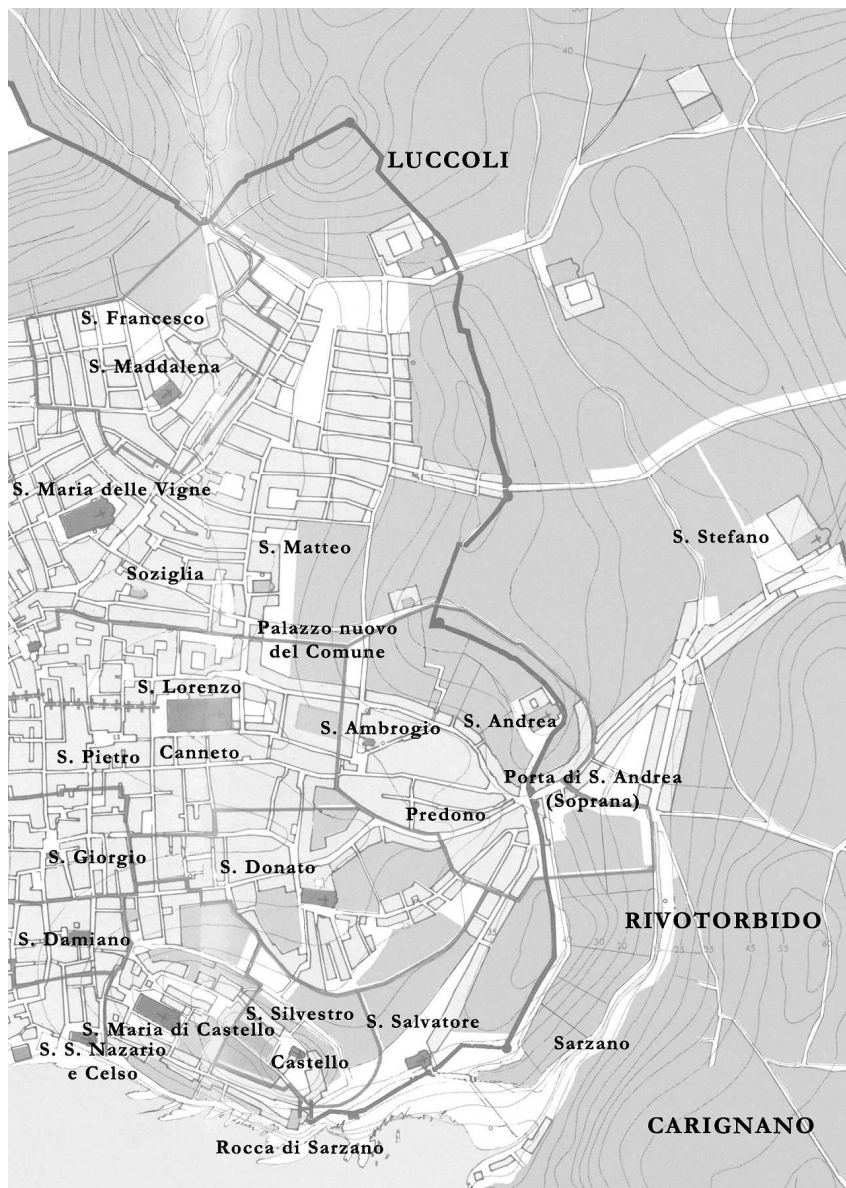 LUCCOLI
S. Francesco
S. Maddalena
S. Maria delle Vigne
S. Matteo
S. Stefano
Soziglia
Palazzo nuovo
del Comune
S. Lorenzo
S. Ambrogio
S. Andrea
S. Pietro
Canneto
Porta di S. Andrea
(Soprana)
Predono
S. Giorgio
S. Donato
RIVOTORBIDO
S. Damiano
S. Silvestro
S. Salvatore
S. Maria di Castello
Sarzano
S. S. Nazario
e Celso
Castello
CARIGNANO
Rocca di Sarzano